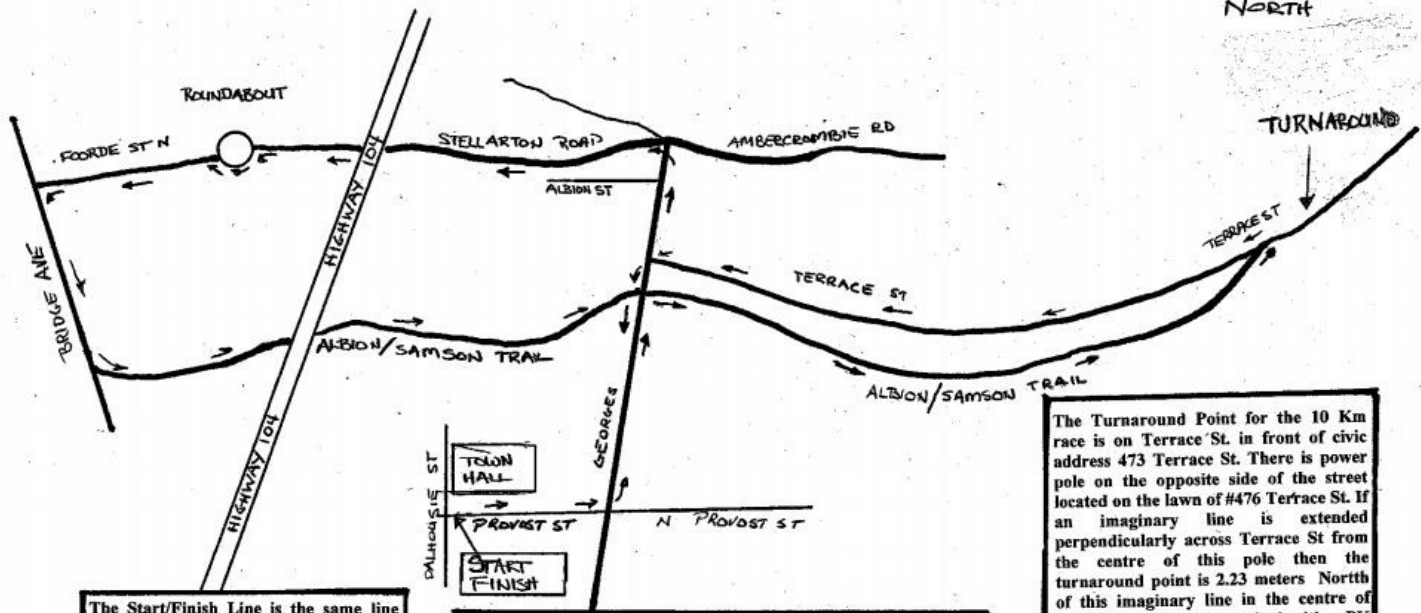 NORTH
ROUNDABOUT
TURNAROUND
FOORDE ST N
STELLARTON ROAD
AMBERCROMBIE RD
HIGHWAY 104
ALBION ST
TERRACE ST
BRIDGE AVE
TERRACE ST
ALBION/SAMSON TRAIL
ALBION/SAMSON TRAIL
GEORGES
HIGHWAY 104
DALHOUSIE ST
TOWN
HALL
PROVOST ST
N PROVOST ST
START
FINISH
The Turnaround Point for the 10 Km
race is on Terrace St. in front of civic
address 473 Terrace St. There is power
pole on the opposite side of the street
located on the lawn of #476 Terrace St. If
an imaginary line is extended
perpendicularly across Terrace St from
the centre of this pole then the
turnaround point is 2.23 meters Nortth
of this imaginary line in the centre of
The Start/Finish Line is the same line